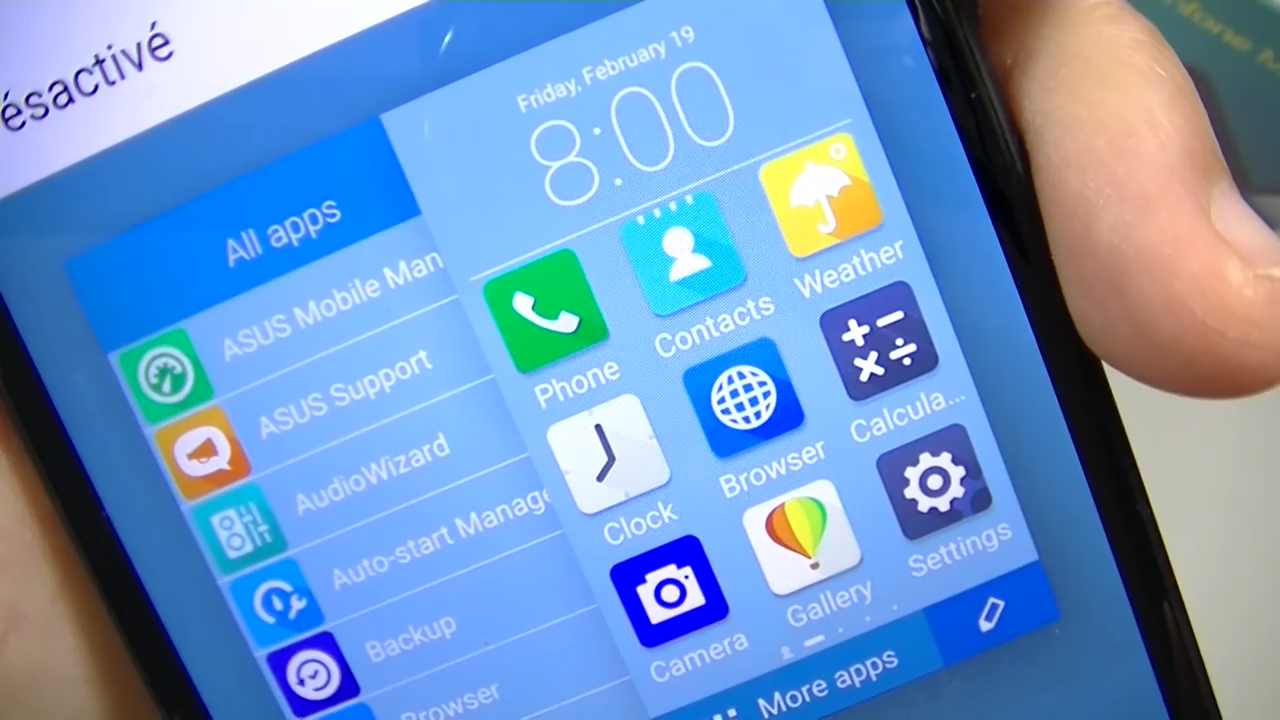 ésactivé
All apps
ASUS Mobile Man
ASUS Support
AudioWizard
Auto-start Manage
Backup
Browser
Friday, February 19
8:00
Phone
Contacts
Weather
Clock
Browser
Calcula...
Camera
Gallery
Settings
More apps